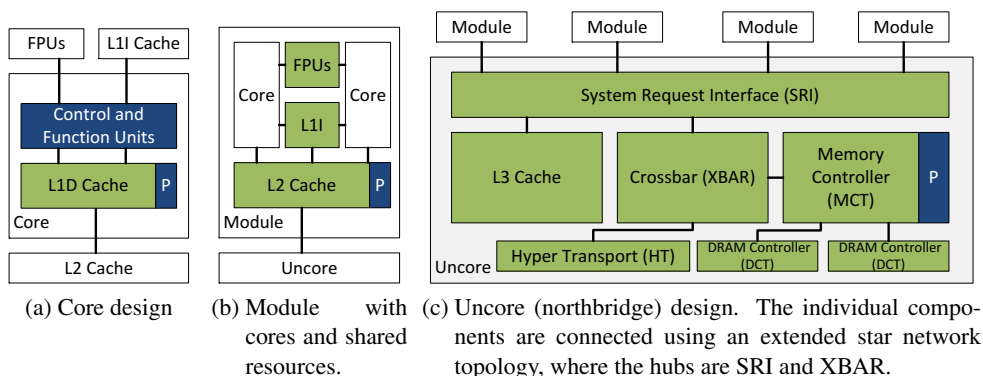 FPUs
L1I Cache
Control and
Function Units
L1D Cache
P
Core
L2 Cache
(a) Core design
FPUs
Core
Core
L1I
L2 Cache
P
Module
Uncore
(b) Module with
cores and shared
resources.
Module
Module
Module
Module
System Request Interface (SRI)
L3 Cache
Crossbar (XBAR)
Memory
Controller
(MCT)
P
Hyper Transport (HT)
DRAM Controller
(DCT)
DRAM Controller
(DCT)
Uncore
(c) Uncore (northbridge) design. The individual compo-
nents are connected using an extended star network
topology, where the hubs are SRI and XBAR.